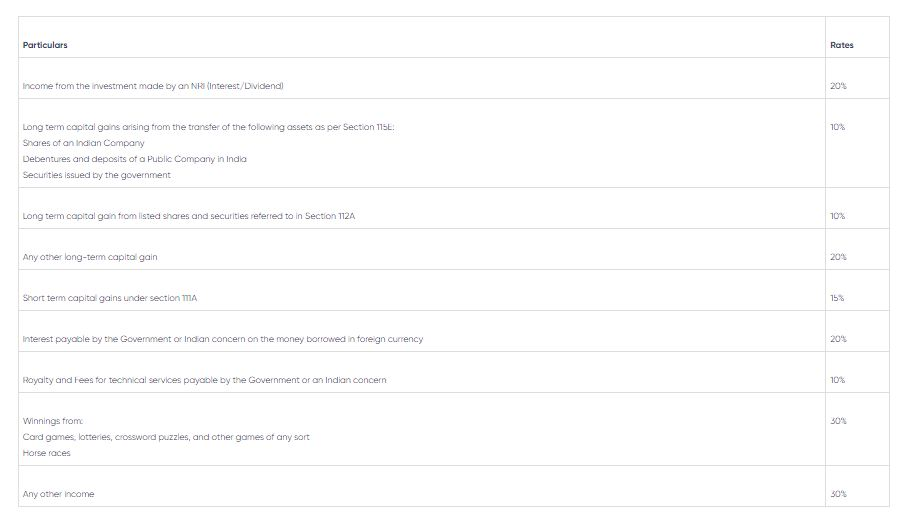 Particulars Rates
Income from the investment made by an NRI (Interest/Dividend) 20%
Long term capital gains arising from the transfer of the following assets as per Section 115E: 10%
Shares of an Indian Company
Debentures and deposits of a Public Company in India
Securities issued by the government
Long term capital gain from listed shares and securities referred to in Section 112A 10%
Any other long-term capital gain 20%
Short term capital gains under section 111A 15%
Interest payable by the Government or Indian concern on the money borrowed in foreign currency 20%
Royalty and Fees for technical services payable by the Government or an Indian concern 10%
Winnings from: 30%
Card games, lotteries, crossword puzzles, and other games of any sort
Horse races
Any other income 30%